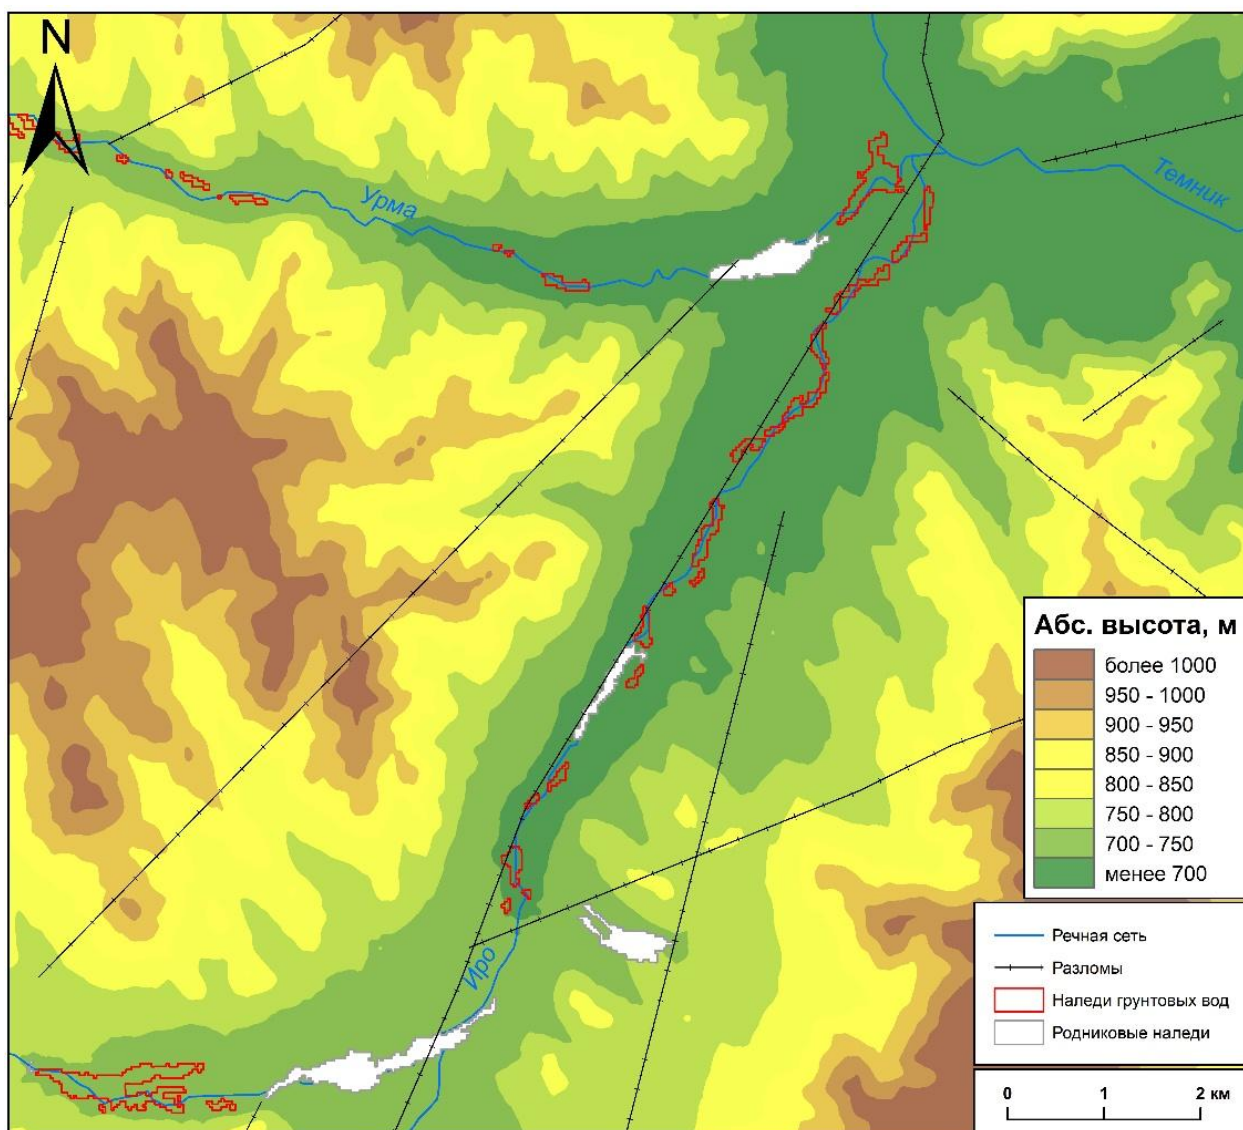 N
Урма
Темник
Иро
Абс. высота, м
более 1000
950 - 1000
900 - 950
850 - 900
800 - 850
750 - 800
700 - 750
менее 700
Речная сеть
Разломы
Наледи грунтовых вод
Родниковые наледи
0 1 2 км